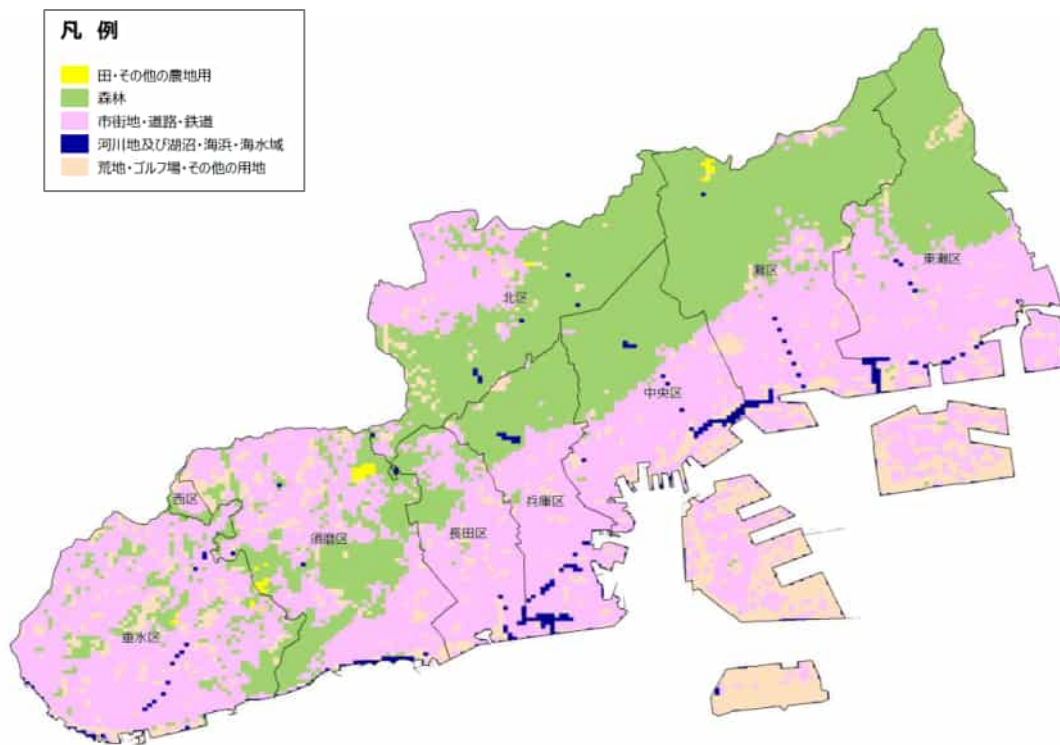 凡 例
田・その他の農地用
森林
市街地・道路・鉄道
河川地及び湖沼・海浜・海水域
荒地・ゴルフ場・その他の用地
東灘区
灘区
北区
中央区
西区
兵庫区
長田区
須磨区
垂水区